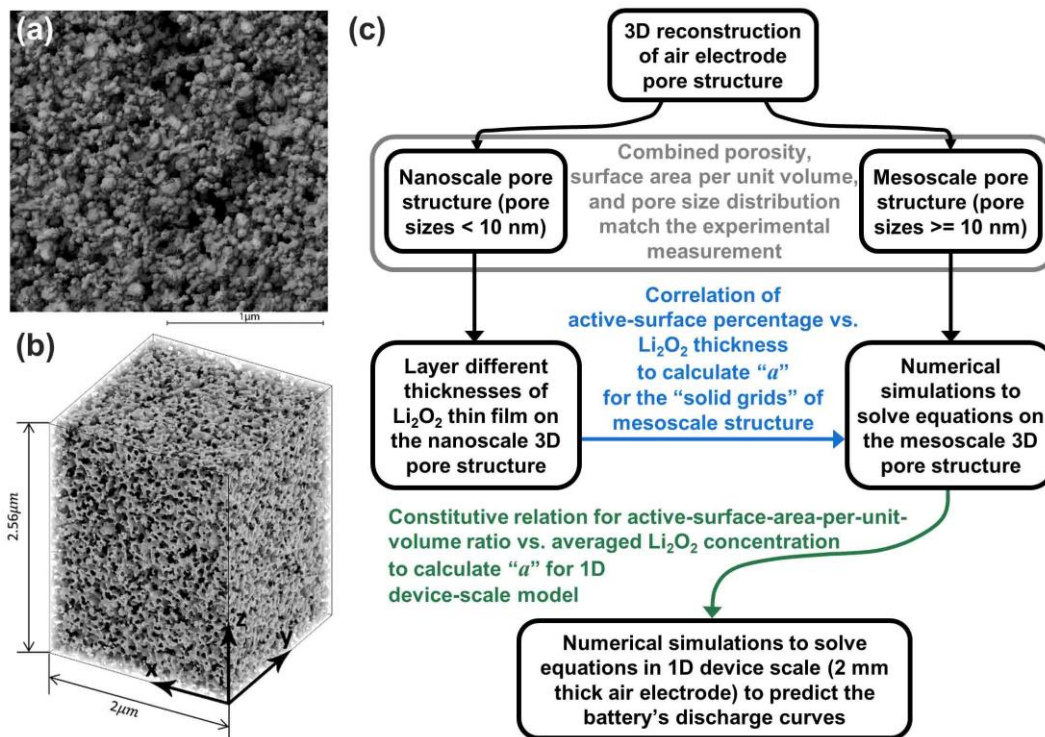 (a)
1µm
(b)
2.56µm
2µm
x
y
z
(c)
3D reconstruction
of air electrode
pore structure
Combined porosity,
surface area per unit volume,
and pore size distribution
match the experimental
measurement
Nanoscale pore
structure (pore
sizes < 10 nm)
Mesoscale pore
structure (pore
sizes >= 10 nm)
Correlation of
active-surface percentage vs.
Li₂O₂ thickness
to calculate “a”
for the “solid grids” of
mesoscale structure
Layer different
thicknesses of
Li₂O₂ thin film on
the nanoscale 3D
pore structure
Numerical
simulations to
solve equations on
the mesoscale 3D
pore structure
Constitutive relation for active-surface-area-per-unit-
volume ratio vs. averaged Li₂O₂ concentration
to calculate “a” for 1D
device-scale model
Numerical simulations to solve
equations in 1D device scale (2 mm
thick air electrode) to predict the
battery’s discharge curves